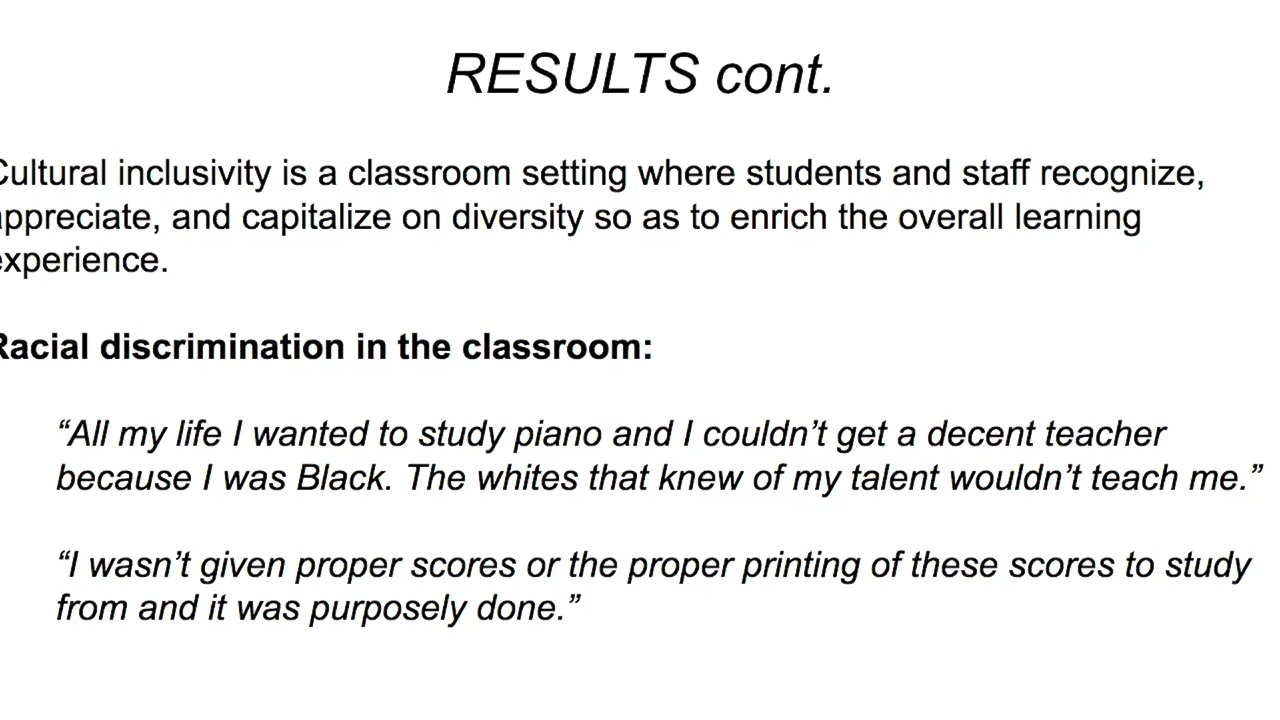 RESULTS cont.
Cultural inclusivity is a classroom setting where students and staff recognize,
appreciate, and capitalize on diversity so as to enrich the overall learning
experience.
Racial discrimination in the classroom:
“All my life I wanted to study piano and I couldn’t get a decent teacher
because I was Black. The whites that knew of my talent wouldn’t teach me.”
“I wasn’t given proper scores or the proper printing of these scores to study
from and it was purposely done.”